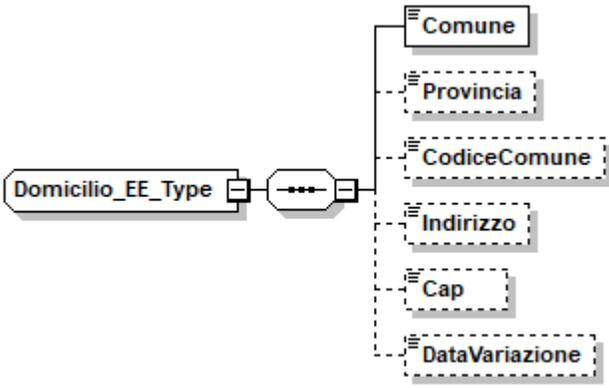 Comune
Provincia
CodiceComune
Domicilio_EE_Type
Indirizzo
Cap
DataVariazione